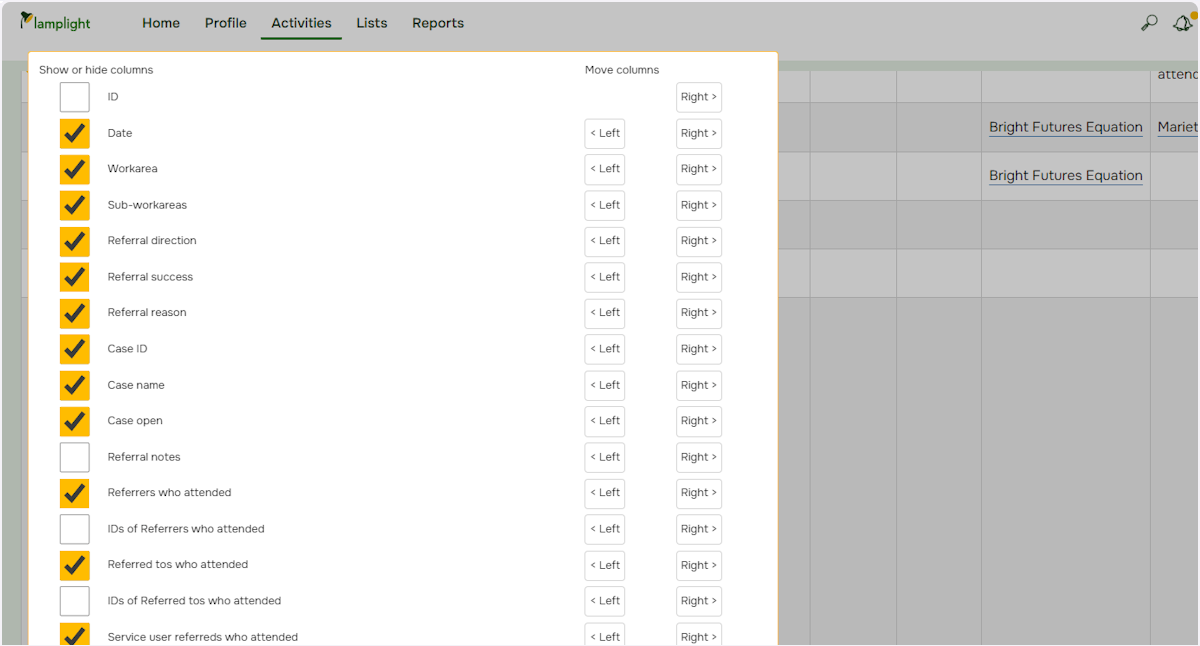 lamplight Home Profile Activities Lists Reports
Show or hide columns Move columns
ID Right >
Date < Left Right >
Workarea < Left Right >
Sub-workareas < Left Right >
Referral direction < Left Right >
Referral success < Left Right >
Referral reason < Left Right >
Case ID < Left Right >
Case name < Left Right >
Case open < Left Right >
Referral notes < Left Right >
Referrers who attended < Left Right >
IDs of Referrers who attended < Left Right >
Referred tos who attended < Left Right >
IDs of Referred tos who attended < Left Right >
Service user referreds who attended < Left Right >
attend
Bright Futures Equation Mariet
Bright Futures Equation